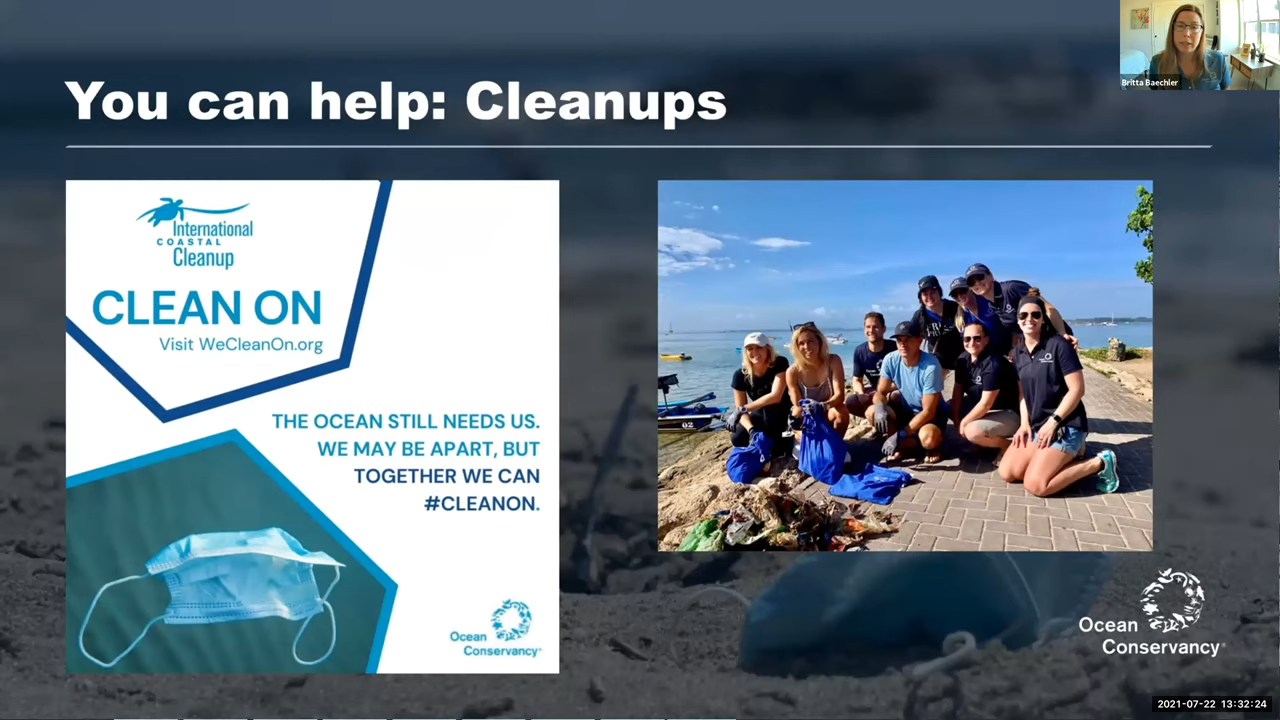 Britta Baechler
You can help: Cleanups
International
COASTAL
Cleanup
CLEAN ON
Visit WeCleanOn.org
THE OCEAN STILL NEEDS US.
WE MAY BE APART, BUT
TOGETHER WE CAN
#CLEANON.
Ocean
Conservancy®
02
Ocean
Conservancy®
2021-07-22 13:32:24